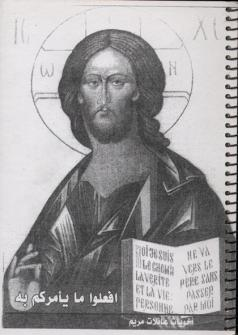 IC XC
ω Ν
MOI JE SUIS
LE CHEMIN
LA VERITE
ET LA VIE:
PERSONNE
NE VA
VERS LE
PERE SANS
PASSER
PAR MOI
افعلوا ما يأمركم به
أخويات عائلات مريم